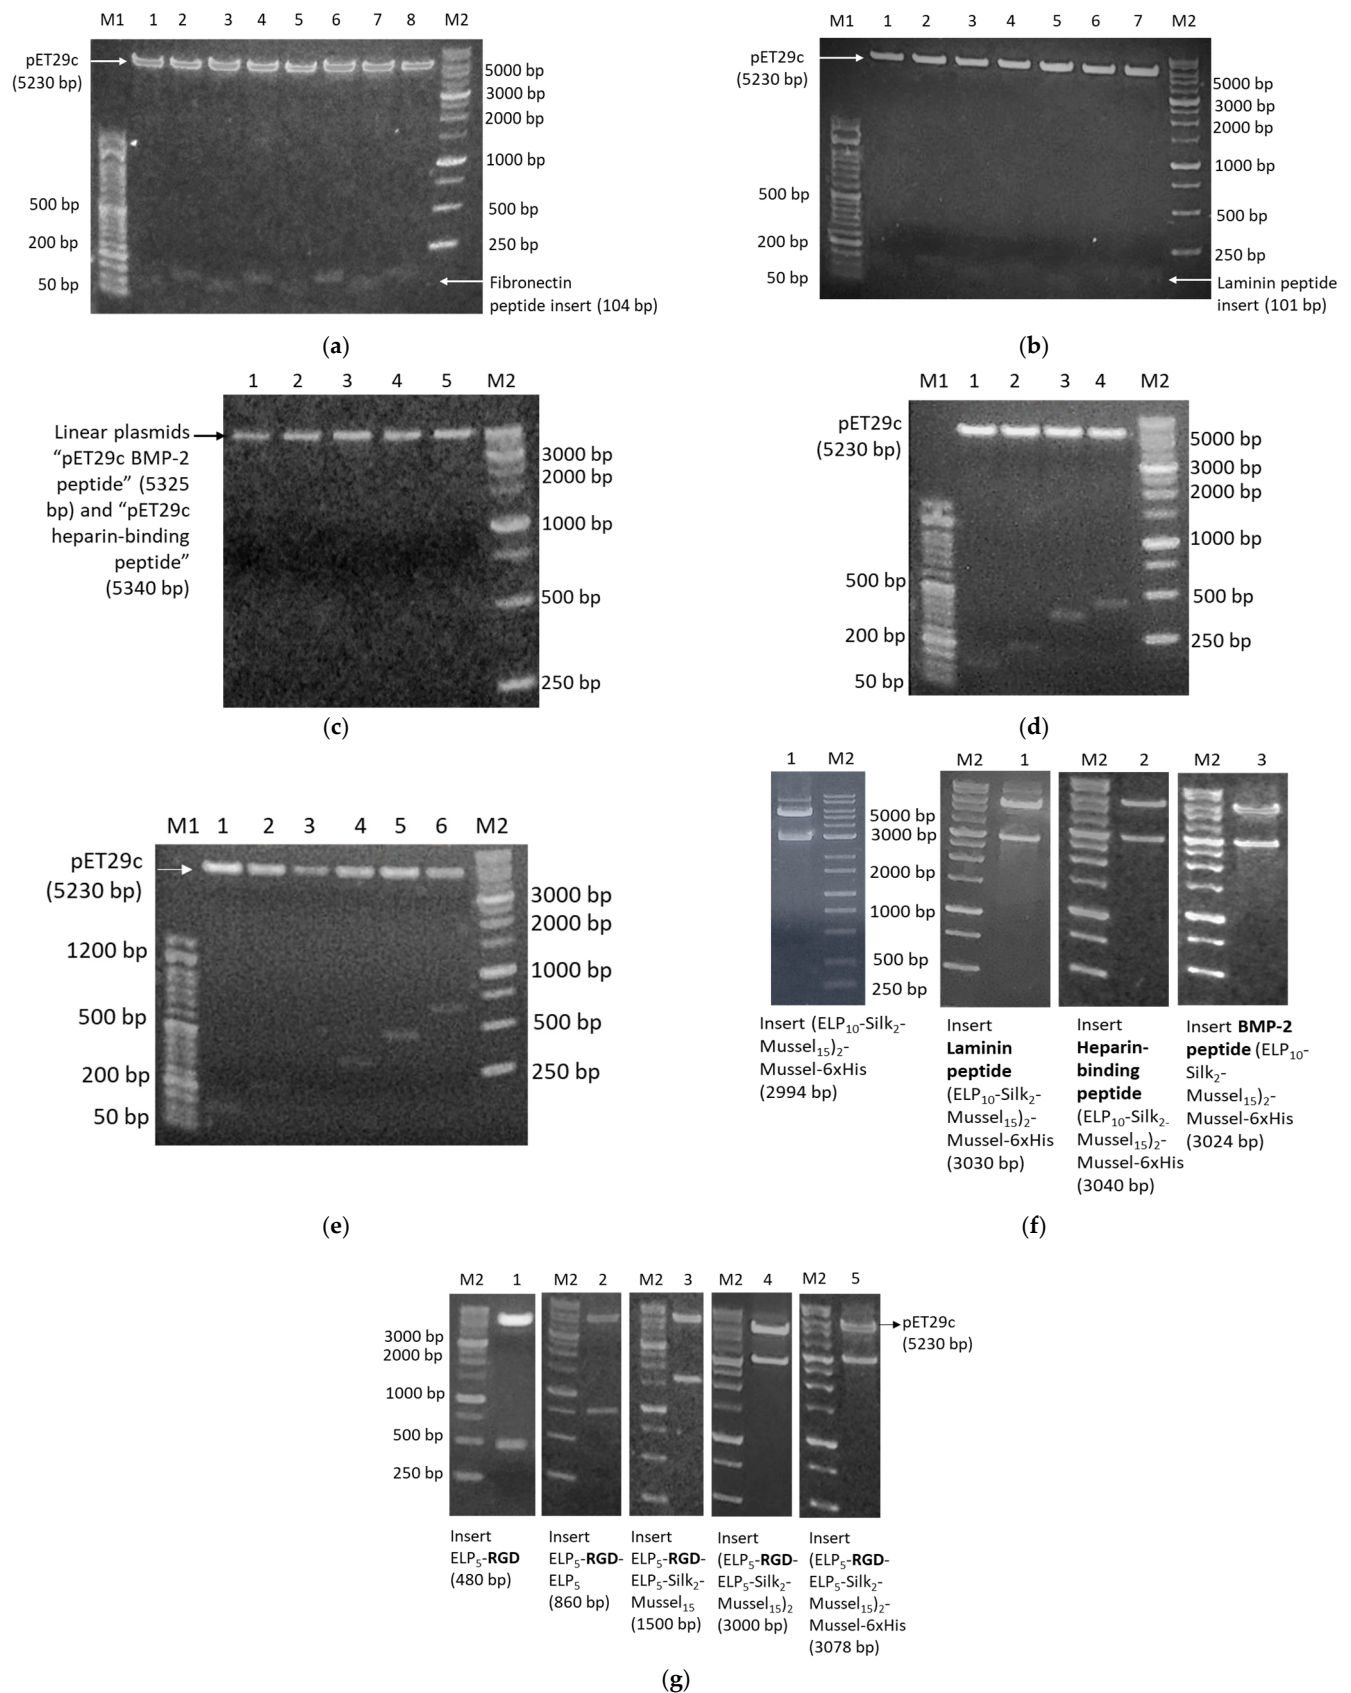 M1 1 2 3 4 5 6 7 8 M2
pET29c
(5230 bp)
5000 bp
3000 bp
2000 bp
1000 bp
500 bp
250 bp
500 bp
200 bp
50 bp
Fibronectin
peptide insert (104 bp)
(a)
M1 1 2 3 4 5 6 7 M2
pET29c
(5230 bp)
5000 bp
3000 bp
2000 bp
1000 bp
500 bp
250 bp
500 bp
200 bp
50 bp
Laminin peptide
insert (101 bp)
(b)
1 2 3 4 5 M2
Linear plasmids
“pET29c BMP-2
peptide” (5325
bp) and “pET29c
heparin-binding
peptide”
(5340 bp)
3000 bp
2000 bp
1000 bp
500 bp
250 bp
(c)
M1 1 2 3 4 M2
pET29c
(5230 bp)
500 bp
200 bp
50 bp
5000 bp
3000 bp
2000 bp
1000 bp
500 bp
250 bp
(d)
M1 1 2 3 4 5 6 M2
pET29c
(5230 bp)
1200 bp
500 bp
200 bp
50 bp
3000 bp
2000 bp
1000 bp
500 bp
250 bp
(e)
1 M2 M2 1 M2 2 M2 3
5000 bp
3000 bp
2000 bp
1000 bp
500 bp
250 bp
Insert (ELP10-Silk2-
Mussel15)2-
Mussel-6xHis
(2994 bp)
Insert
Laminin
peptide
(ELP10-Silk2-
Mussel15)2-
Mussel-6xHis
(3030 bp)
Insert
Heparin-
binding
peptide
(ELP10-Silk2-
Mussel15)2-
Mussel-6xHis
(3040 bp)
Insert BMP-2
peptide (ELP10-
Silk2-
Mussel15)2-
Mussel-6xHis
(3024 bp)
(f)
M2 1 M2 2 M2 3 M2 4 M2 5
3000 bp
2000 bp
1000 bp
500 bp
250 bp
pET29c
(5230 bp)
Insert
ELP5-RGD
(480 bp)
Insert
ELP5-RGD-
ELP5
(860 bp)
Insert
ELP5-RGD-
ELP5-Silk2-
Mussel15
(1500 bp)
Insert
(ELP5-RGD-
ELP5-Silk2-
Mussel15)2
(3000 bp)
Insert
(ELP5-RGD-
ELP5-Silk2-
Mussel15)2-
Mussel-6xHis
(3078 bp)
(g)